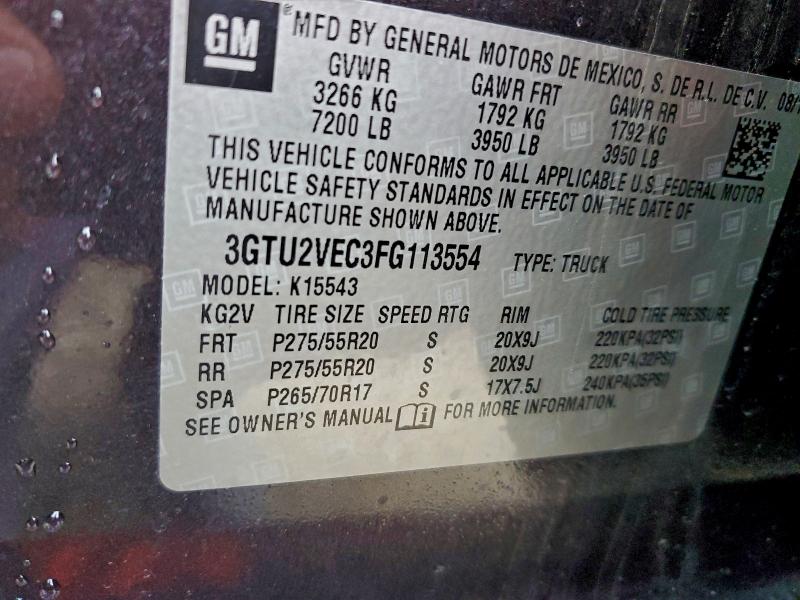 GM
MFD BY GENERAL MOTORS DE MEXICO, S. DE R.L. DE C.V. 08/
GVWR GAWR FRT GAWR RR
3266 KG 1792 KG 1792 KG
7200 LB 3950 LB 3950 LB
THIS VEHICLE CONFORMS TO ALL APPLICABLE U.S. FEDERAL MOTOR
VEHICLE SAFETY STANDARDS IN EFFECT ON THE DATE OF
MANUFACTURE SHOWN ABOVE.
3GTU2VEC3FG113554 TYPE: TRUCK
MODEL: K15543
KG2V TIRE SIZE SPEED RTG RIM COLD TIRE PRESSURE
FRT P275/55R20 S 20X9J 220KPA(32PSI)
RR P275/55R20 S 20X9J 220KPA(32PSI)
SPA P265/70R17 S 17X7.5J 240KPA(35PSI)
SEE OWNER'S MANUAL FOR MORE INFORMATION.